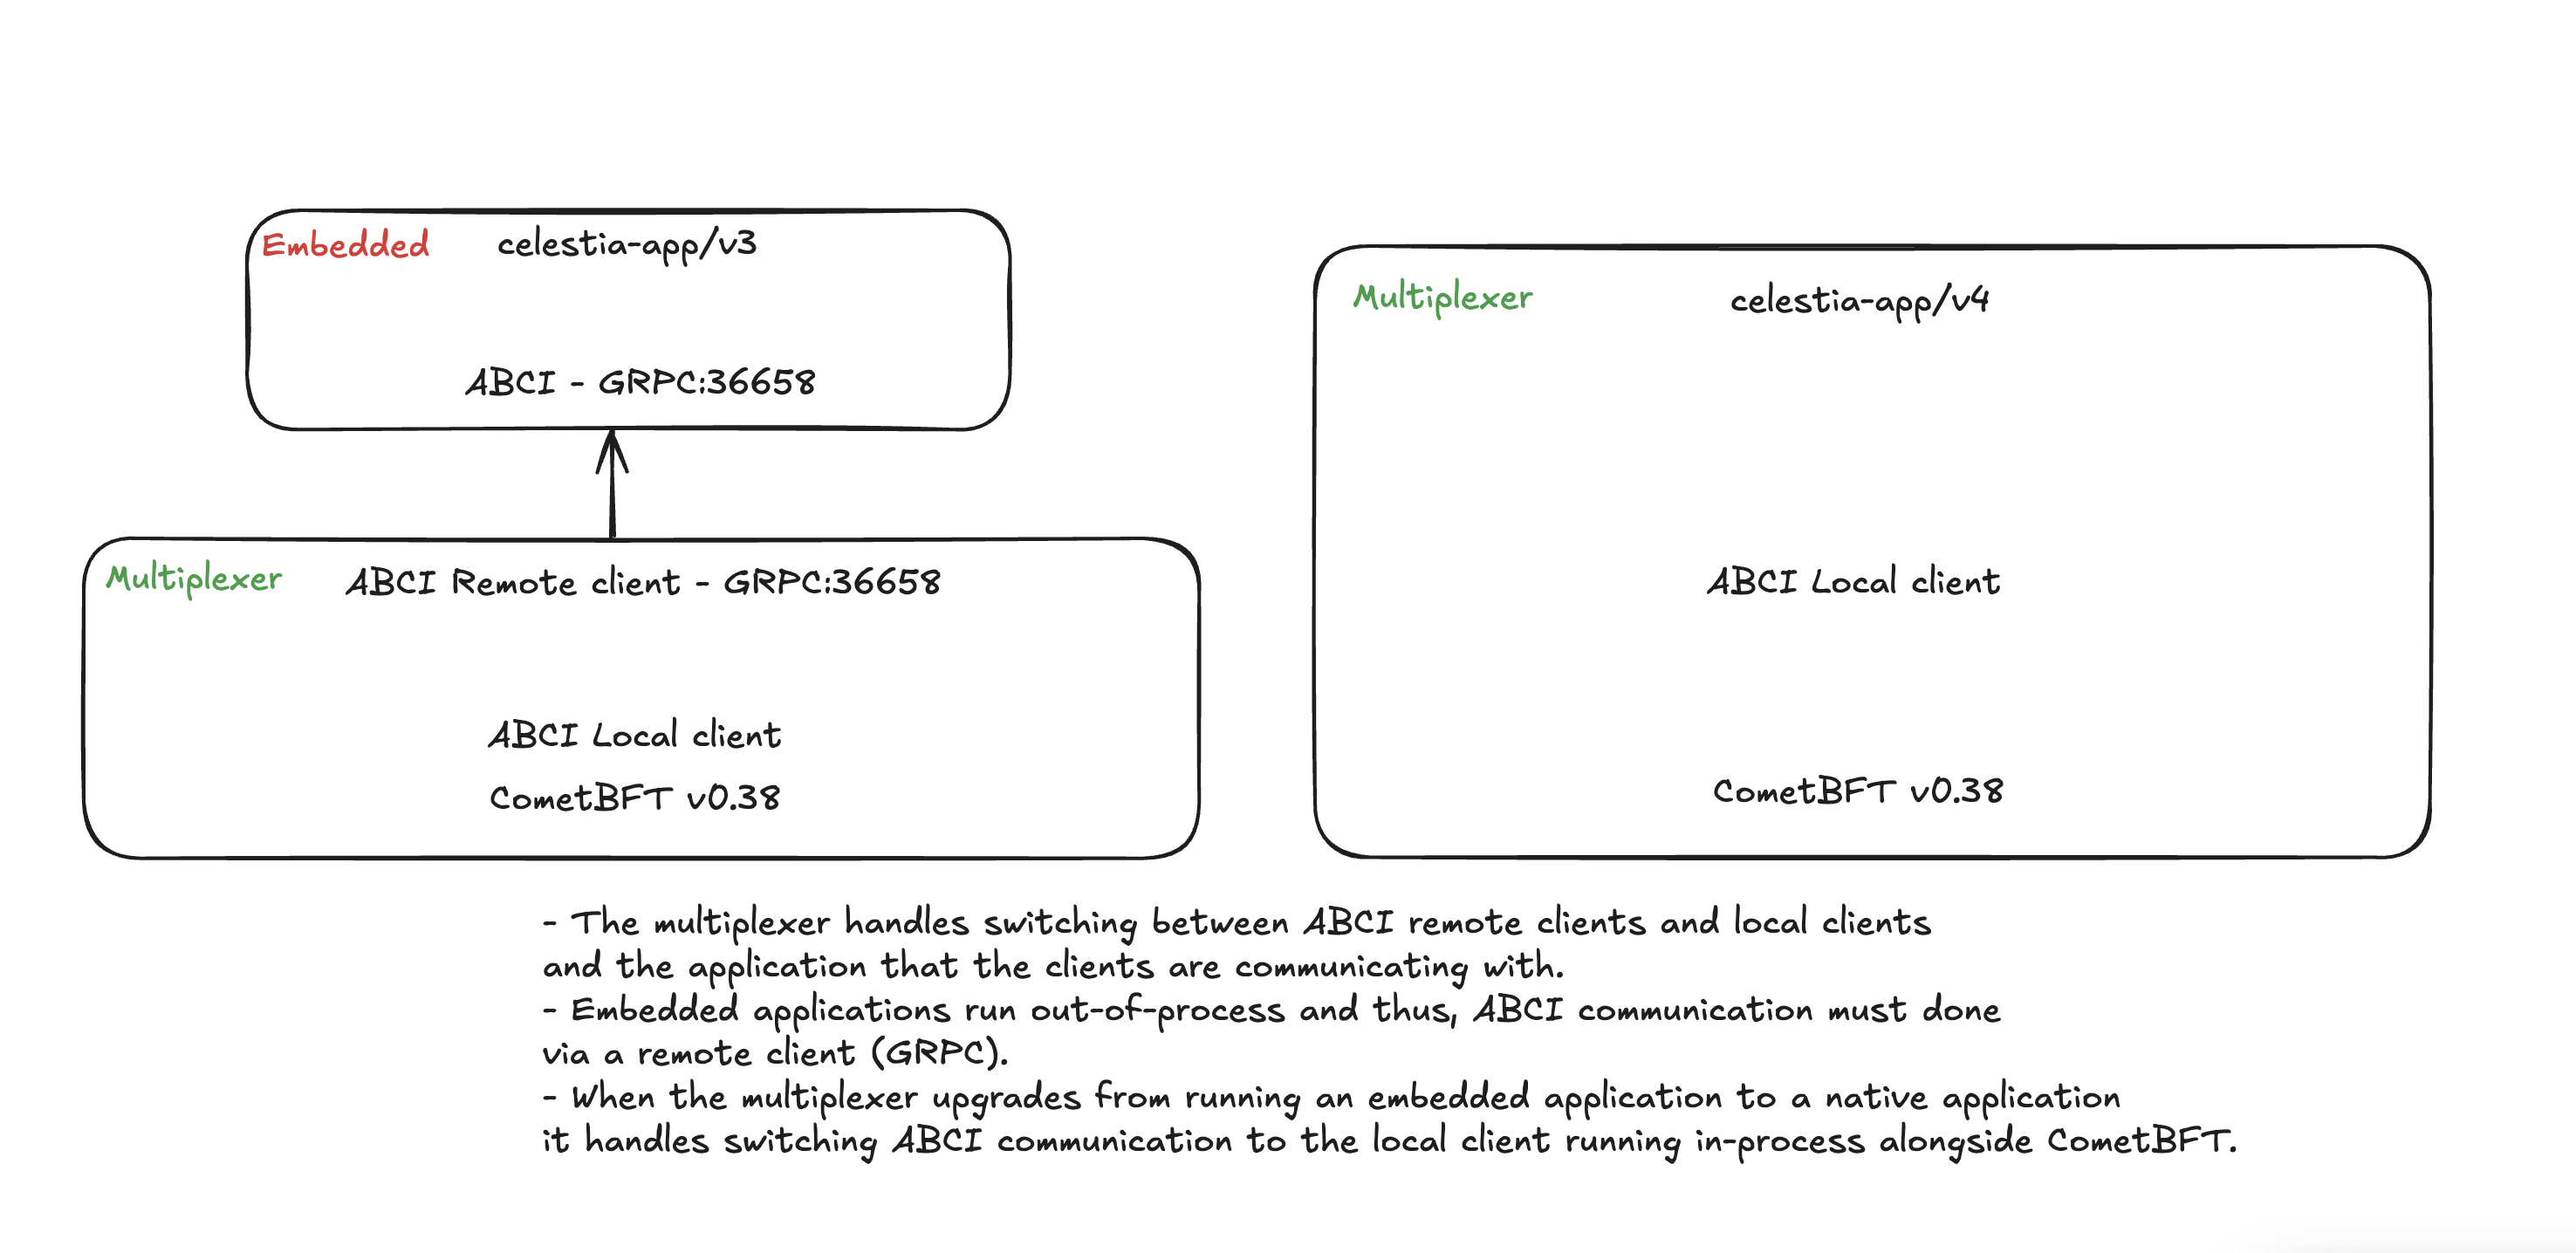 Embedded celestia-app/v3
ABCI - GRPC:36658
Multiplexer ABCI Remote client - GRPC:36658
ABCI Local client
CometBFT v0.38
Multiplexer celestia-app/v4
ABCI Local client
CometBFT v0.38
- The multiplexer handles switching between ABCI remote clients and local clients
and the application that the clients are communicating with.
- Embedded applications run out-of-process and thus, ABCI communication must done
via a remote client (GRPC).
- When the multiplexer upgrades from running an embedded application to a native application
it handles switching ABCI communication to the local client running in-process alongside CometBFT.